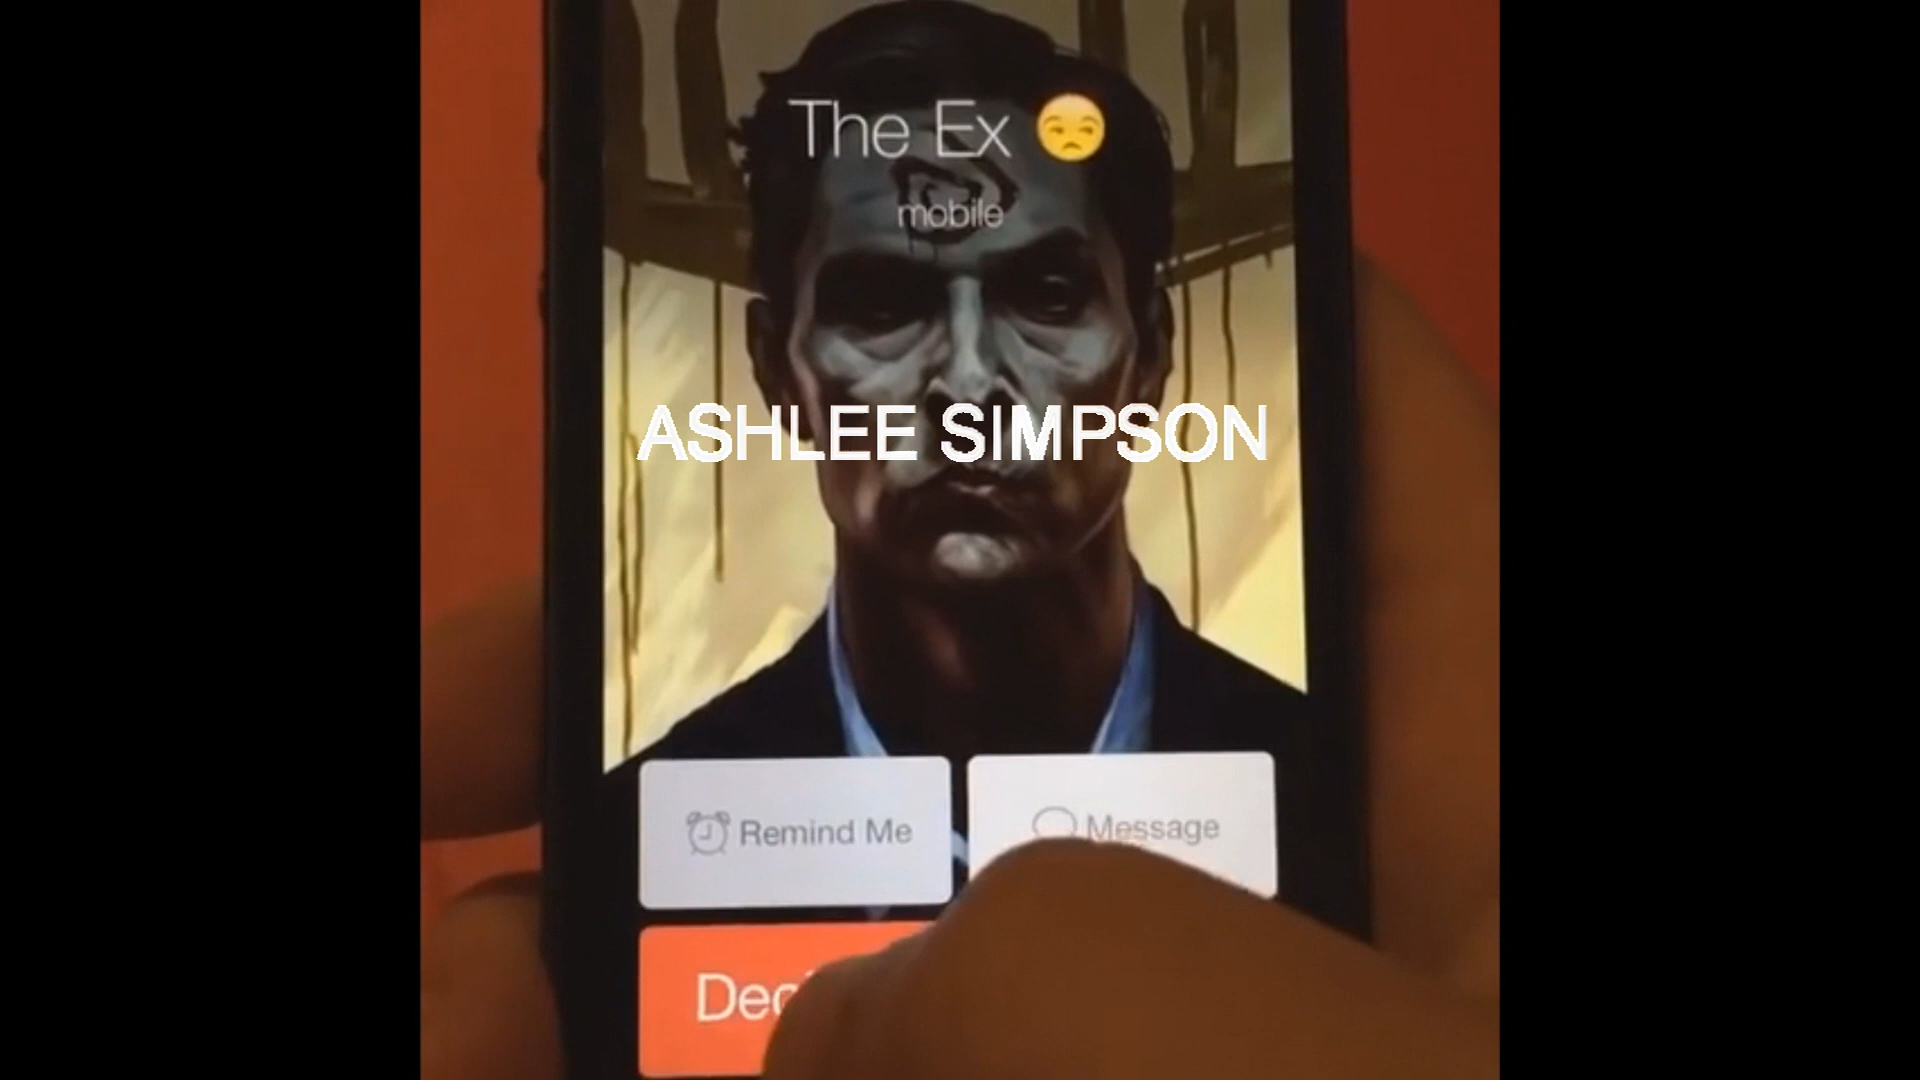 The Ex 😒
mobile
ASHLEE SIMPSON
Remind Me
Message